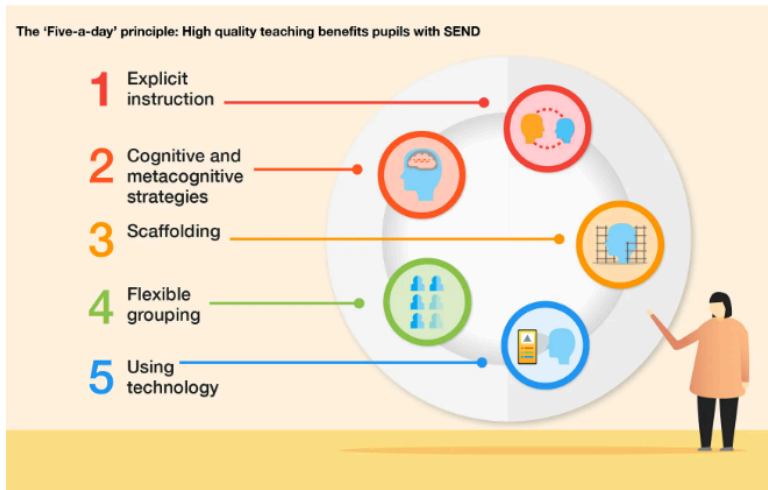 The ‘Five-a-day’ principle: High quality teaching benefits pupils with SEND
1 Explicit
instruction
2 Cognitive and
metacognitive
strategies
3 Scaffolding
4 Flexible
grouping
5 Using
technology